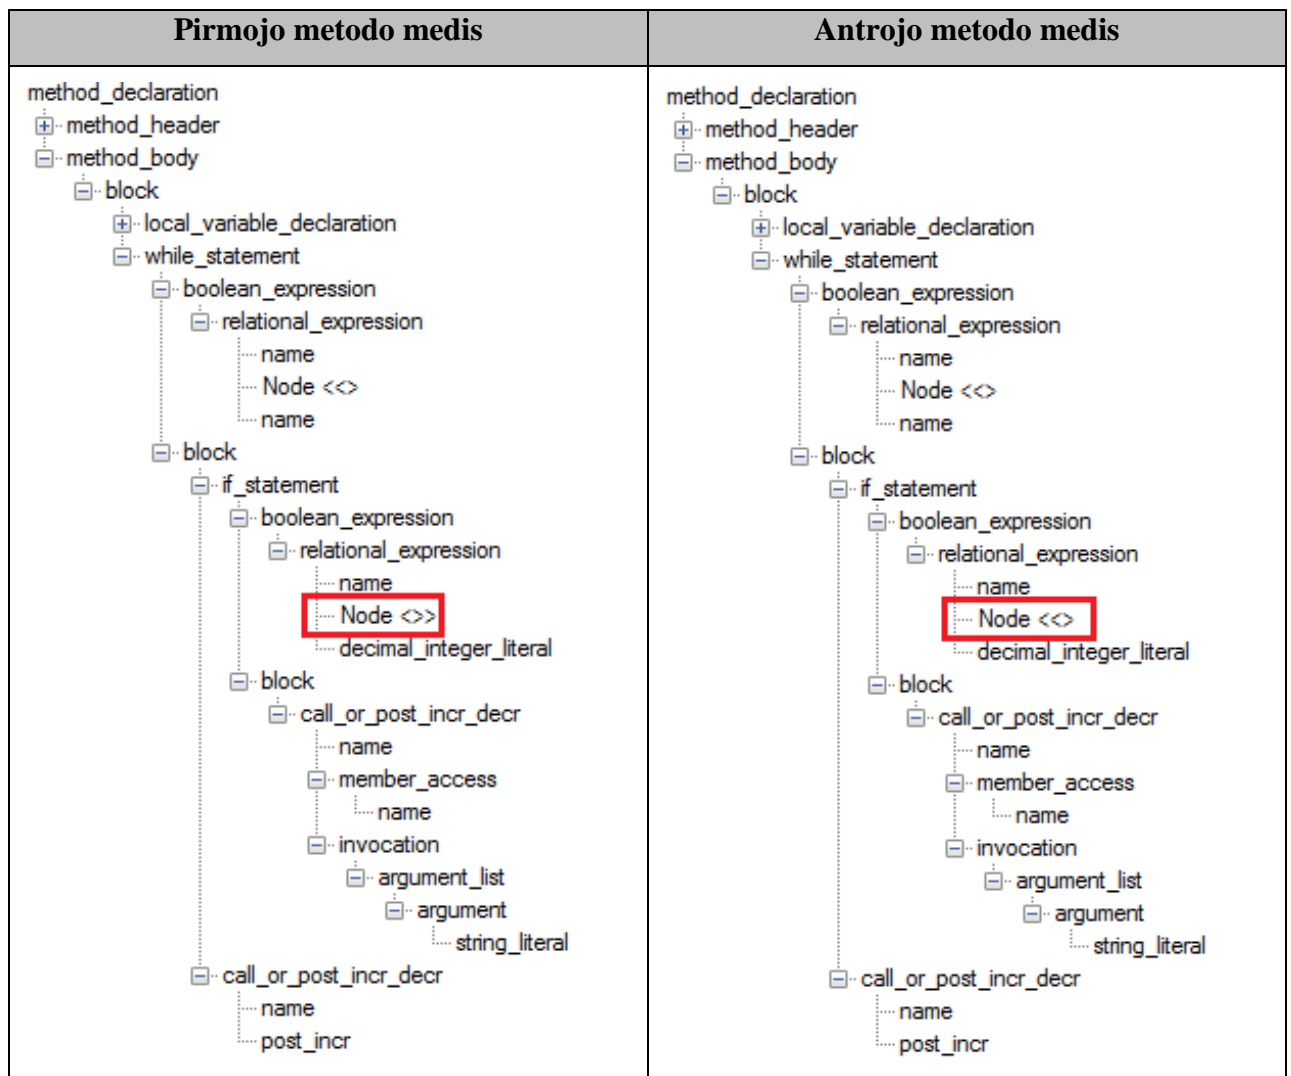 Pirmojo metodo medis
method_declaration
method_header
method_body
block
local_variable_declaration
while_statement
boolean_expression
relational_expression
name
Node <<>
name
block
if_statement
boolean_expression
relational_expression
name
Node <>>
decimal_integer_literal
block
call_or_post_incr_decr
name
member_access
name
invocation
argument_list
argument
string_literal
call_or_post_incr_decr
name
post_incr
Antrojo metodo medis
method_declaration
method_header
method_body
block
local_variable_declaration
while_statement
boolean_expression
relational_expression
name
Node <<>
name
block
if_statement
boolean_expression
relational_expression
name
Node <<>
decimal_integer_literal
block
call_or_post_incr_decr
name
member_access
name
invocation
argument_list
argument
string_literal
call_or_post_incr_decr
name
post_incr